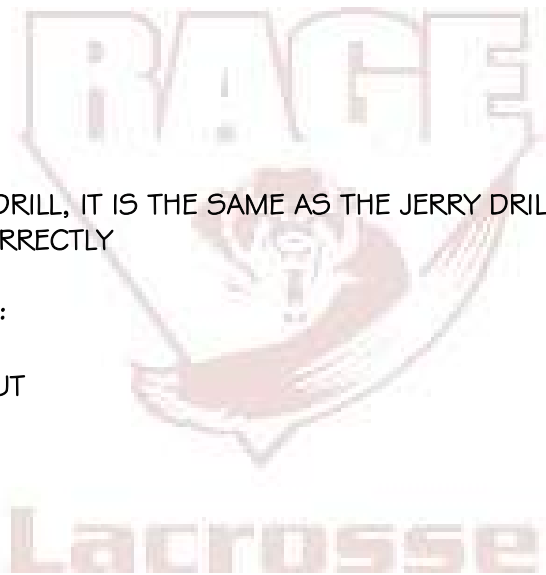 RAGE
DRILL, IT IS THE SAME AS THE JERRY DRIL
RRECTLY
:
UT
Lacrosse